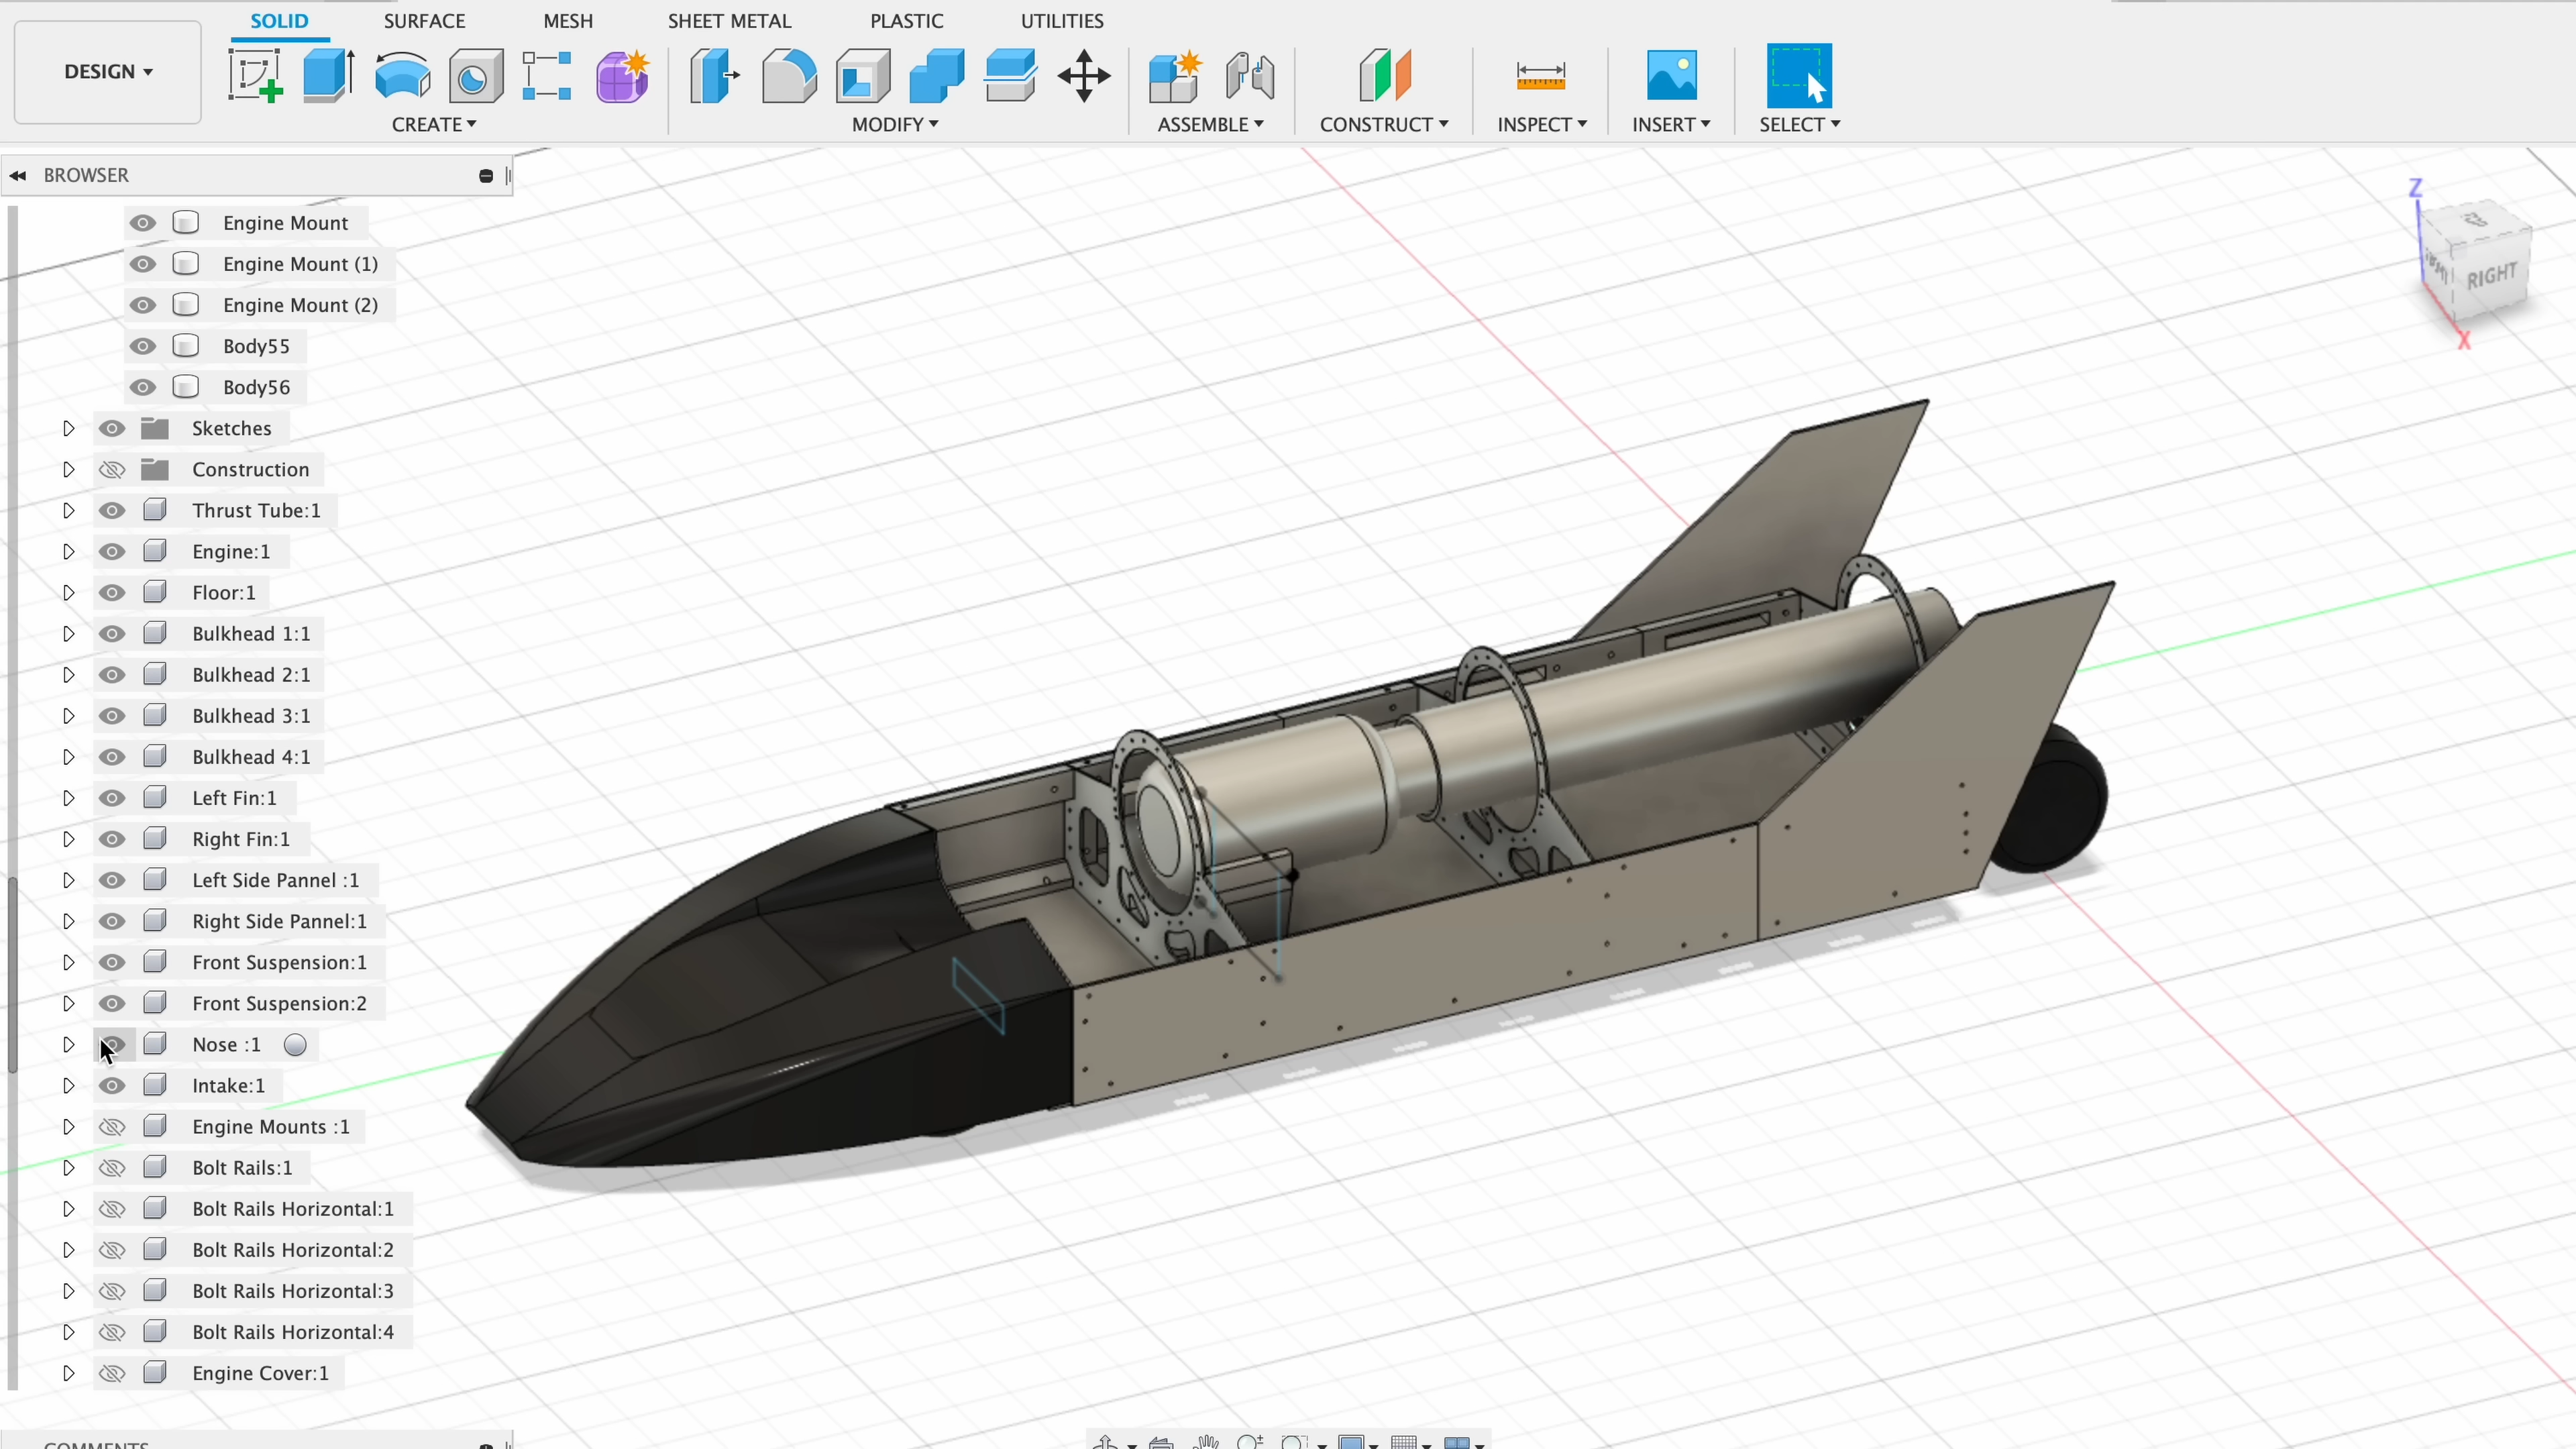 SOLID SURFACE MESH SHEET METAL PLASTIC UTILITIES
DESIGN
CREATE MODIFY ASSEMBLE CONSTRUCT INSPECT INSERT SELECT
BROWSER
Engine Mount
Engine Mount (1)
Engine Mount (2)
Body55
Body56
Sketches
Construction
Thrust Tube:1
Engine:1
Floor:1
Bulkhead 1:1
Bulkhead 2:1
Bulkhead 3:1
Bulkhead 4:1
Left Fin:1
Right Fin:1
Left Side Pannel :1
Right Side Pannel:1
Front Suspension:1
Front Suspension:2
Nose :1
Intake:1
Engine Mounts :1
Bolt Rails:1
Bolt Rails Horizontal:1
Bolt Rails Horizontal:2
Bolt Rails Horizontal:3
Bolt Rails Horizontal:4
Engine Cover:1
COMMENTS
Z
TOP
RIGHT
X